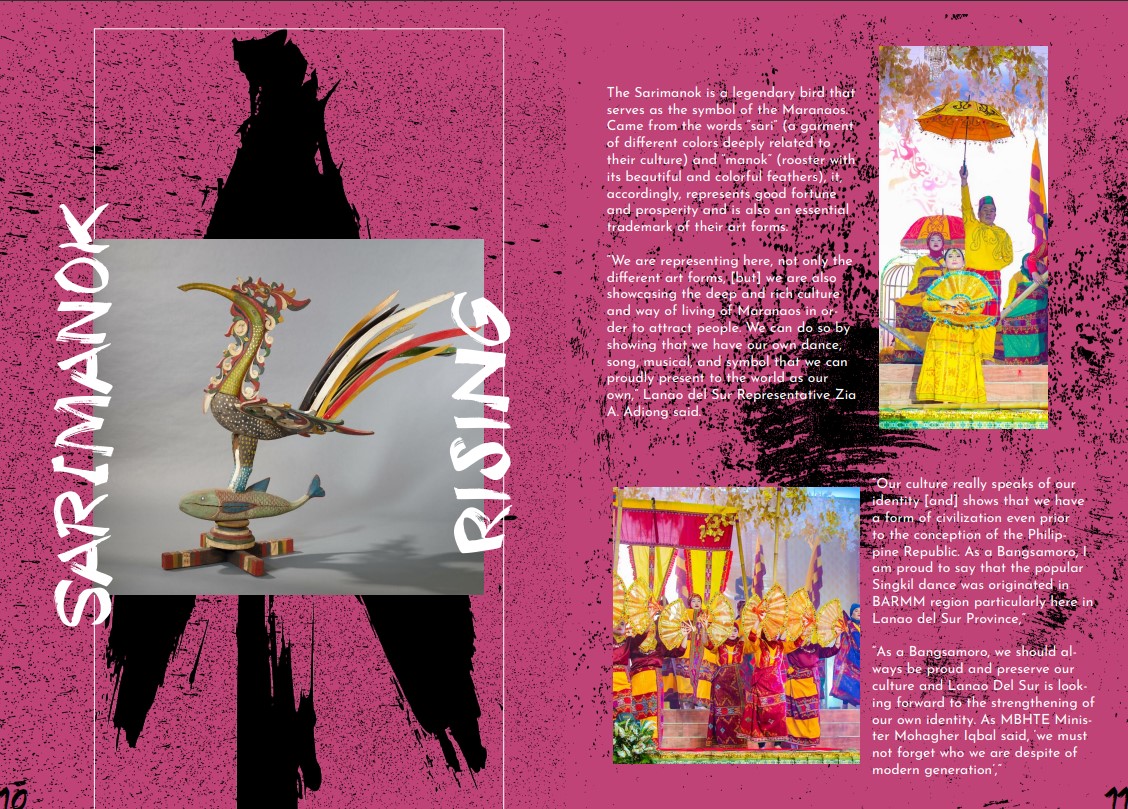 SARIMANOK
RISING
The Sarimanok is a legendary bird that
serves as the symbol of the Maranaos.
Came from the words “sari” (a garment
of different colors deeply related to
their culture) and “manok” (rooster with
its beautiful and colorful feathers), it,
accordingly, represents good fortune
and prosperity and is also an essential
trademark of their art forms.
“We are representing here, not only the
different art forms, [but] we are also
showcasing the deep and rich culture
and way of living of Maranaos in or-
der to attract people. We can do so by
showing that we have our own dance,
song, musical, and symbol that we can
proudly present to the world as our
own,” Lanao del Sur Representative Zia
A. Adiong said.
“Our culture really speaks of our
identity [and] shows that we have
a form of civilization even prior
to the conception of the Philip-
pine Republic. As a Bangsamoro, I
am proud to say that the popular
Singkil dance was originated in
BARMM region particularly here in
Lanao del Sur Province,”
“As a Bangsamoro, we should al-
ways be proud and preserve our
culture and Lanao Del Sur is look-
ing forward to the strengthening of
our own identity. As MBHTE Minis-
ter Mohagher Iqbal said, ‘we must
not forget who we are despite of
modern generation’,”
10
11